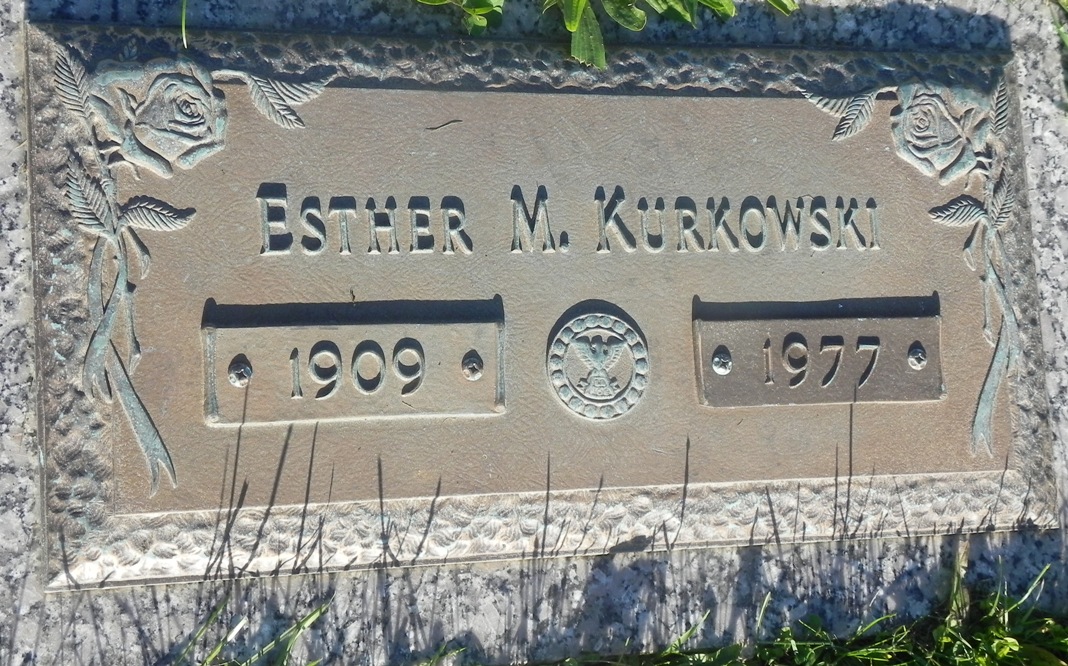 ESTHER M. KURKOWSKI
1909 1977